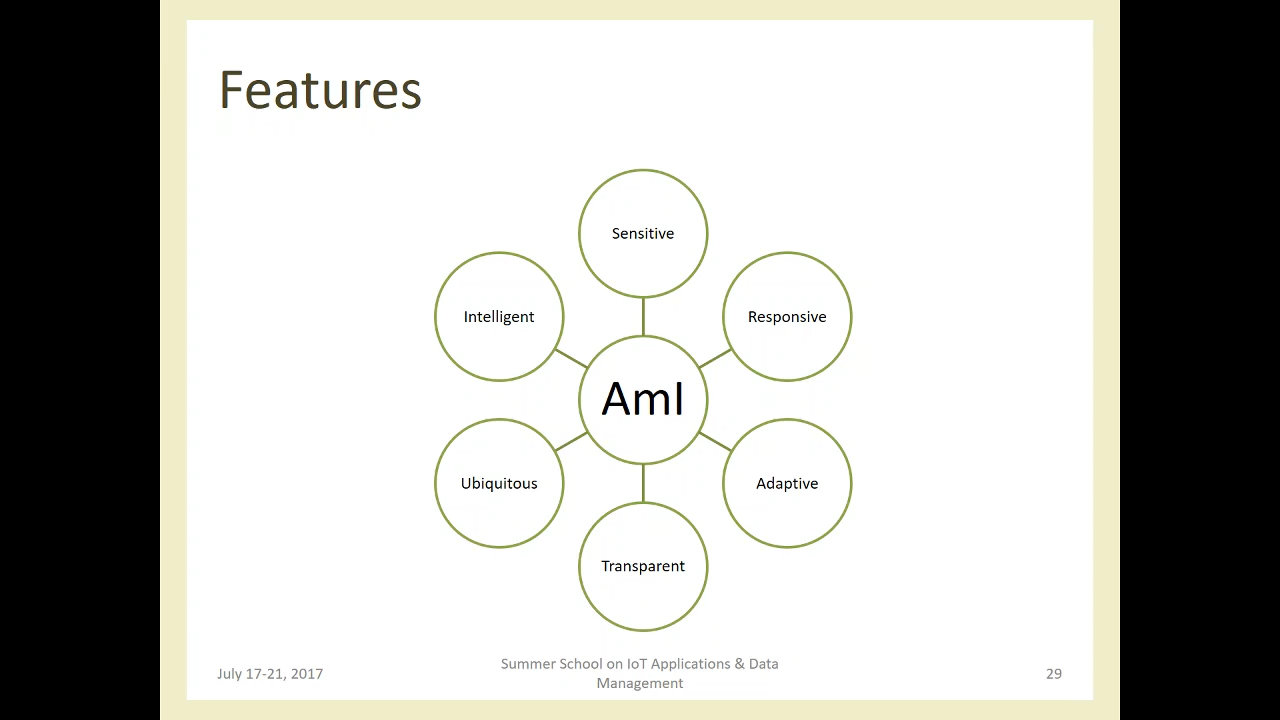 Features
Sensitive
Intelligent
Responsive
AmI
Ubiquitous
Adaptive
Transparent
July 17-21, 2017
Summer School on IoT Applications & Data
Management
29